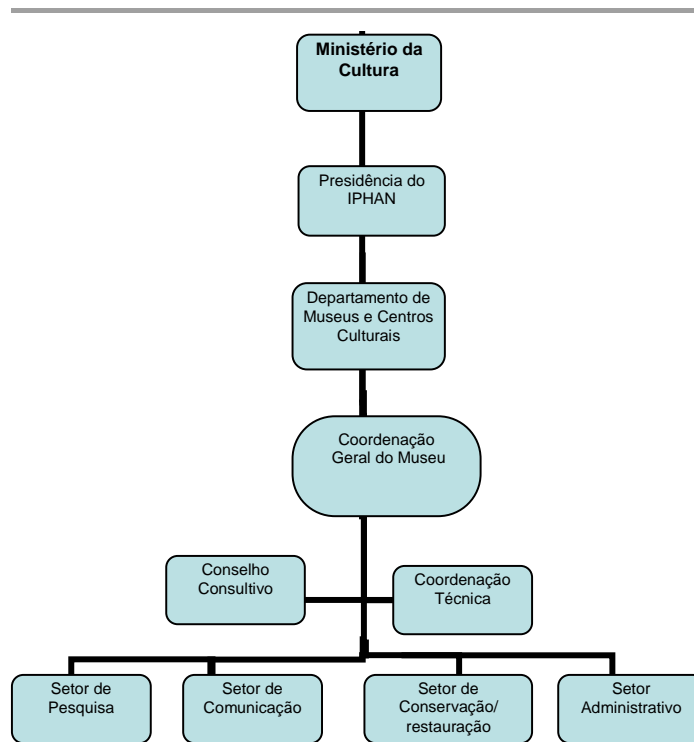 Ministério da
Cultura
Presidência do
IPHAN
Departamento de
Museus e Centros
Culturais
Coordenação
Geral do Museu
Conselho
Consultivo
Coordenação
Técnica
Setor de
Pesquisa
Setor de
Comunicação
Setor de
Conservação/
restauração
Setor
Administrativo